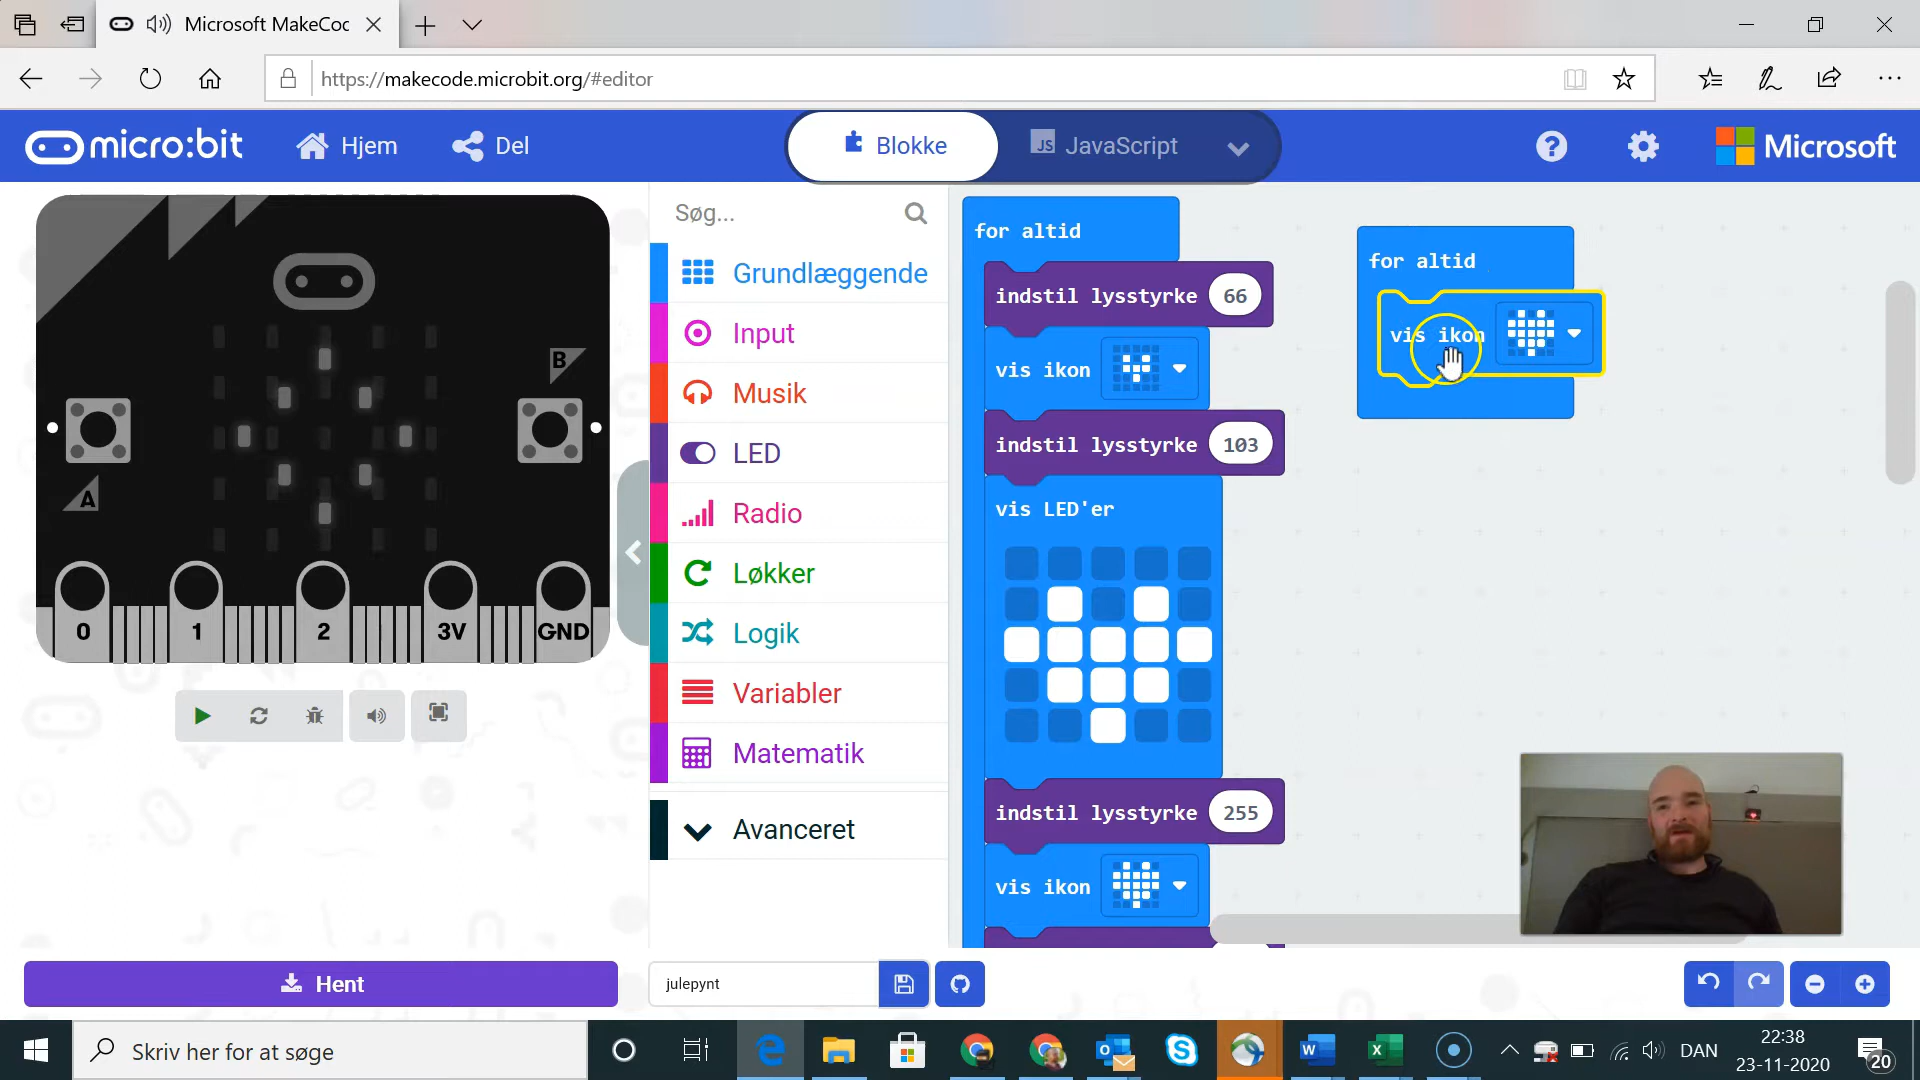 Microsoft MakeCoc
https://makecode.microbit.org/#editor
micro:bit
Hjem
Del
Blokke
JS JavaScript
?
Microsoft
A
B
0
1
2
3V
GND
Søg...
Grundlæggende
Input
Musik
LED
Radio
Løkker
Logik
Variabler
Matematik
Avanceret
for altid
indstil lysstyrke 66
vis ikon
indstil lysstyrke 103
vis LED'er
indstil lysstyrke 255
vis ikon
for altid
vis ikon
Hent
julepynt
Skriv her for at søge
DAN
22:38
23-11-2020
20